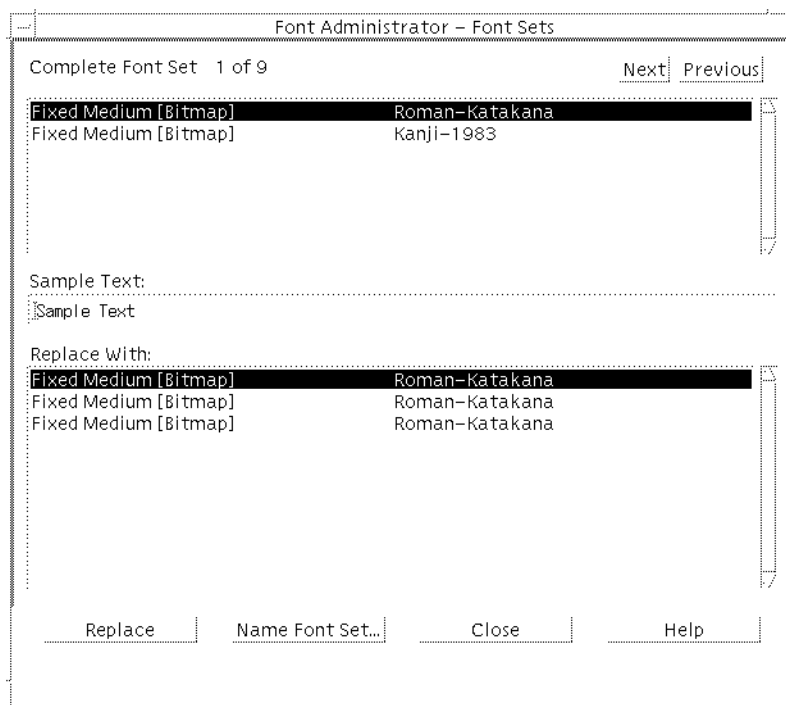 Font Administrator – Font Sets
Complete Font Set 1 of 9 Next Previous
Fixed Medium [Bitmap] Roman–Katakana
Fixed Medium [Bitmap] Kanji–1983
Sample Text:
Sample Text
Replace With:
Fixed Medium [Bitmap] Roman–Katakana
Fixed Medium [Bitmap] Roman–Katakana
Fixed Medium [Bitmap] Roman–Katakana
Replace Name Font Set... Close Help